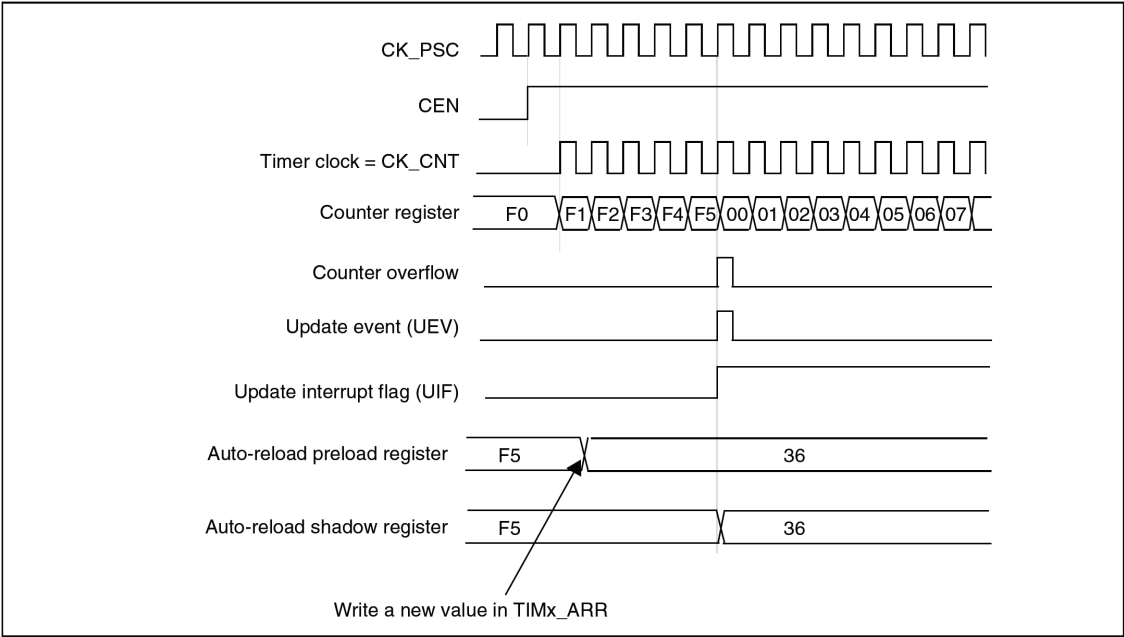 CK_PSC
CEN
Timer clock = CK_CNT
Counter register F0 F1 F2 F3 F4 F5 00 01 02 03 04 05 06 07
Counter overflow
Update event (UEV)
Update interrupt flag (UIF)
Auto-reload preload register F5 36
Auto-reload shadow register F5 36
Write a new value in TIMx_ARR